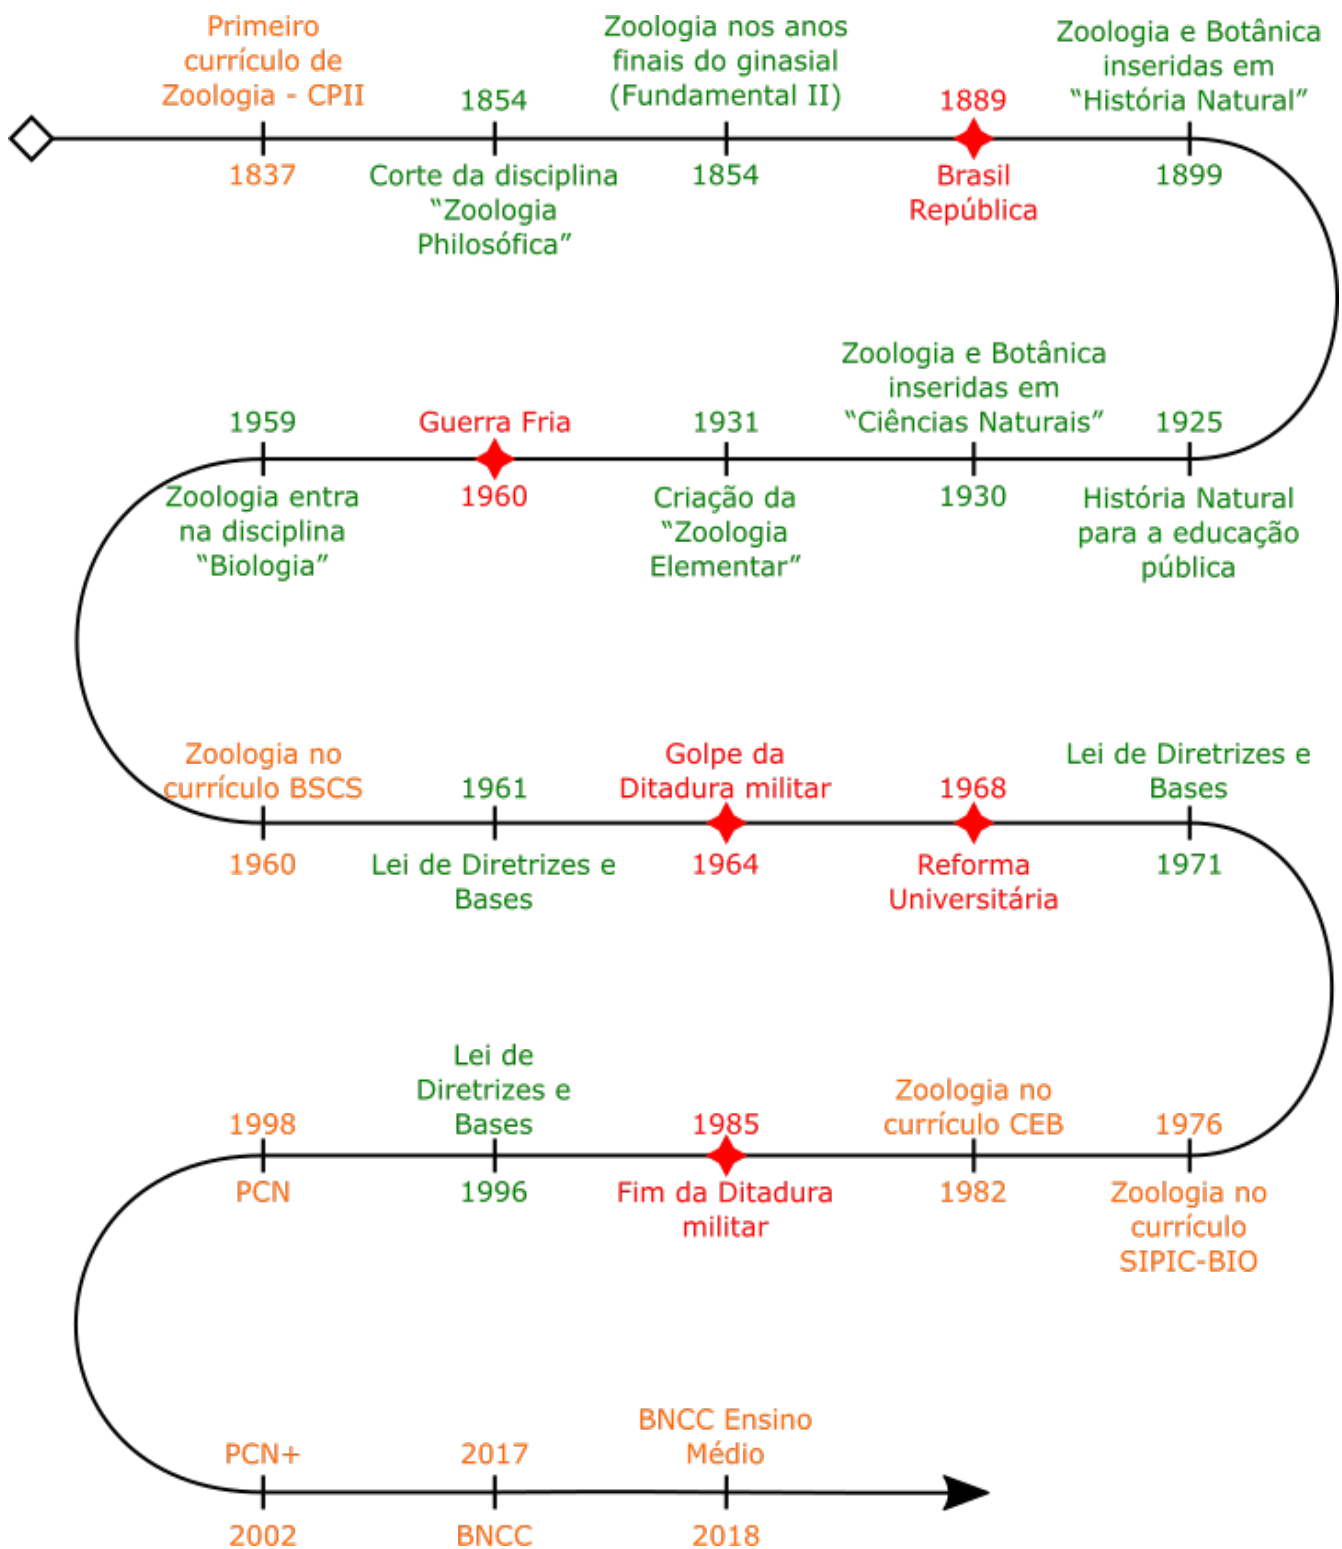 Primeiro
currículo de
Zoologia - CPII
1837
1854
Corte da disciplina
“Zoologia
Philosófica”
Zoologia nos anos
finais do ginasial
(Fundamental II)
1854
1889
Brasil
República
Zoologia e Botânica
inseridas em
“História Natural”
1899
1925
História Natural
para a educação
pública
Zoologia e Botânica
inseridas em
“Ciências Naturais”
1930
1931
Criação da
“Zoologia
Elementar”
Guerra Fria
1960
1959
Zoologia entra
na disciplina
“Biologia”
Zoologia no
currículo BSCS
1960
1961
Lei de Diretrizes e
Bases
Golpe da
Ditadura militar
1964
1968
Reforma
Universitária
Lei de Diretrizes e
Bases
1971
1976
Zoologia no
currículo
SIPIC-BIO
Zoologia no
currículo CEB
1982
1985
Fim da Ditadura
militar
Lei de
Diretrizes e
Bases
1996
1998
PCN
PCN+
2002
2017
BNCC
BNCC Ensino
Médio
2018